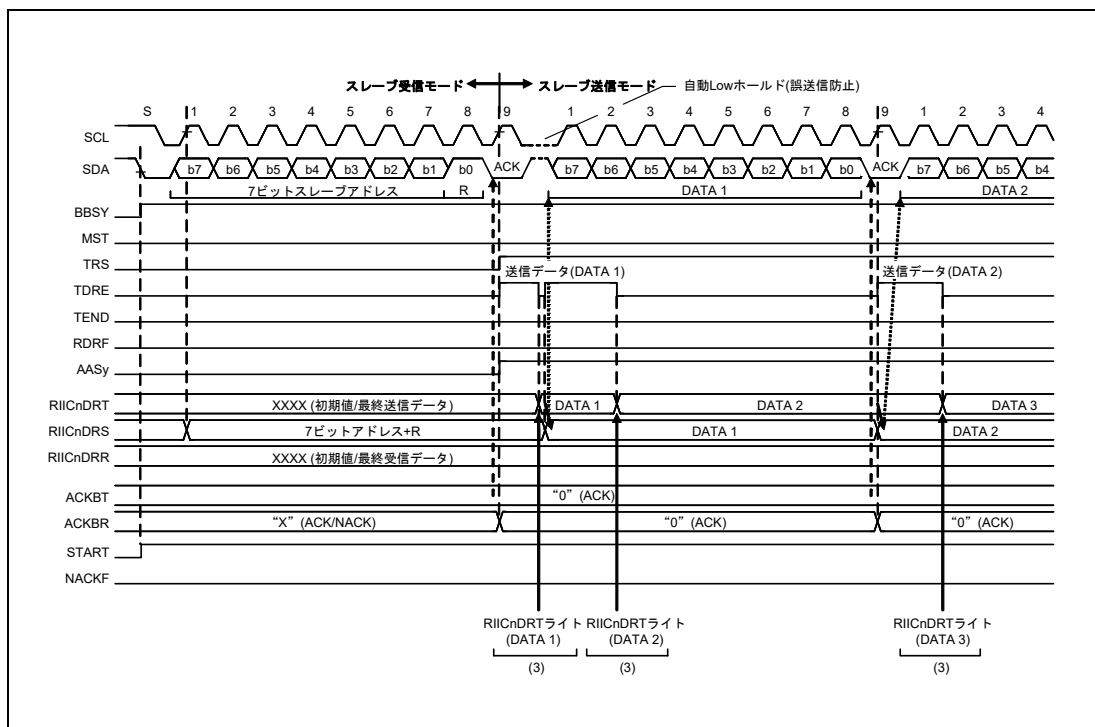 スレーブ受信モード スレーブ送信モード 自動Lowホールド(誤送信防止)
S 1 2 3 4 5 6 7 8 9 1 2 3 4 5 6 7 8 9 1 2 3 4
SCL
SDA b7 b6 b5 b4 b3 b2 b1 b0 ACK b7 b6 b5 b4 b3 b2 b1 b0 ACK b7 b6 b5 b4
7ビットスレーブアドレス R DATA 1 DATA 2
BBSY
MST
TRS
送信データ(DATA 1) 送信データ(DATA 2)
TDRE
TEND
RDRF
AASy
RIICnDRT XXXX (初期値/最終送信データ) DATA 1 DATA 2 DATA 3
RIICnDRS 7ビットアドレス+R DATA 1 DATA 2
RIICnDRR XXXX (初期値/最終受信データ)
ACKBT “0” (ACK)
ACKBR “X” (ACK/NACK) “0” (ACK) “0” (ACK)
START
NACKF
RIICnDRTライト RIICnDRTライト RIICnDRTライト
(DATA 1) (DATA 2) (DATA 3)
(3) (3) (3)